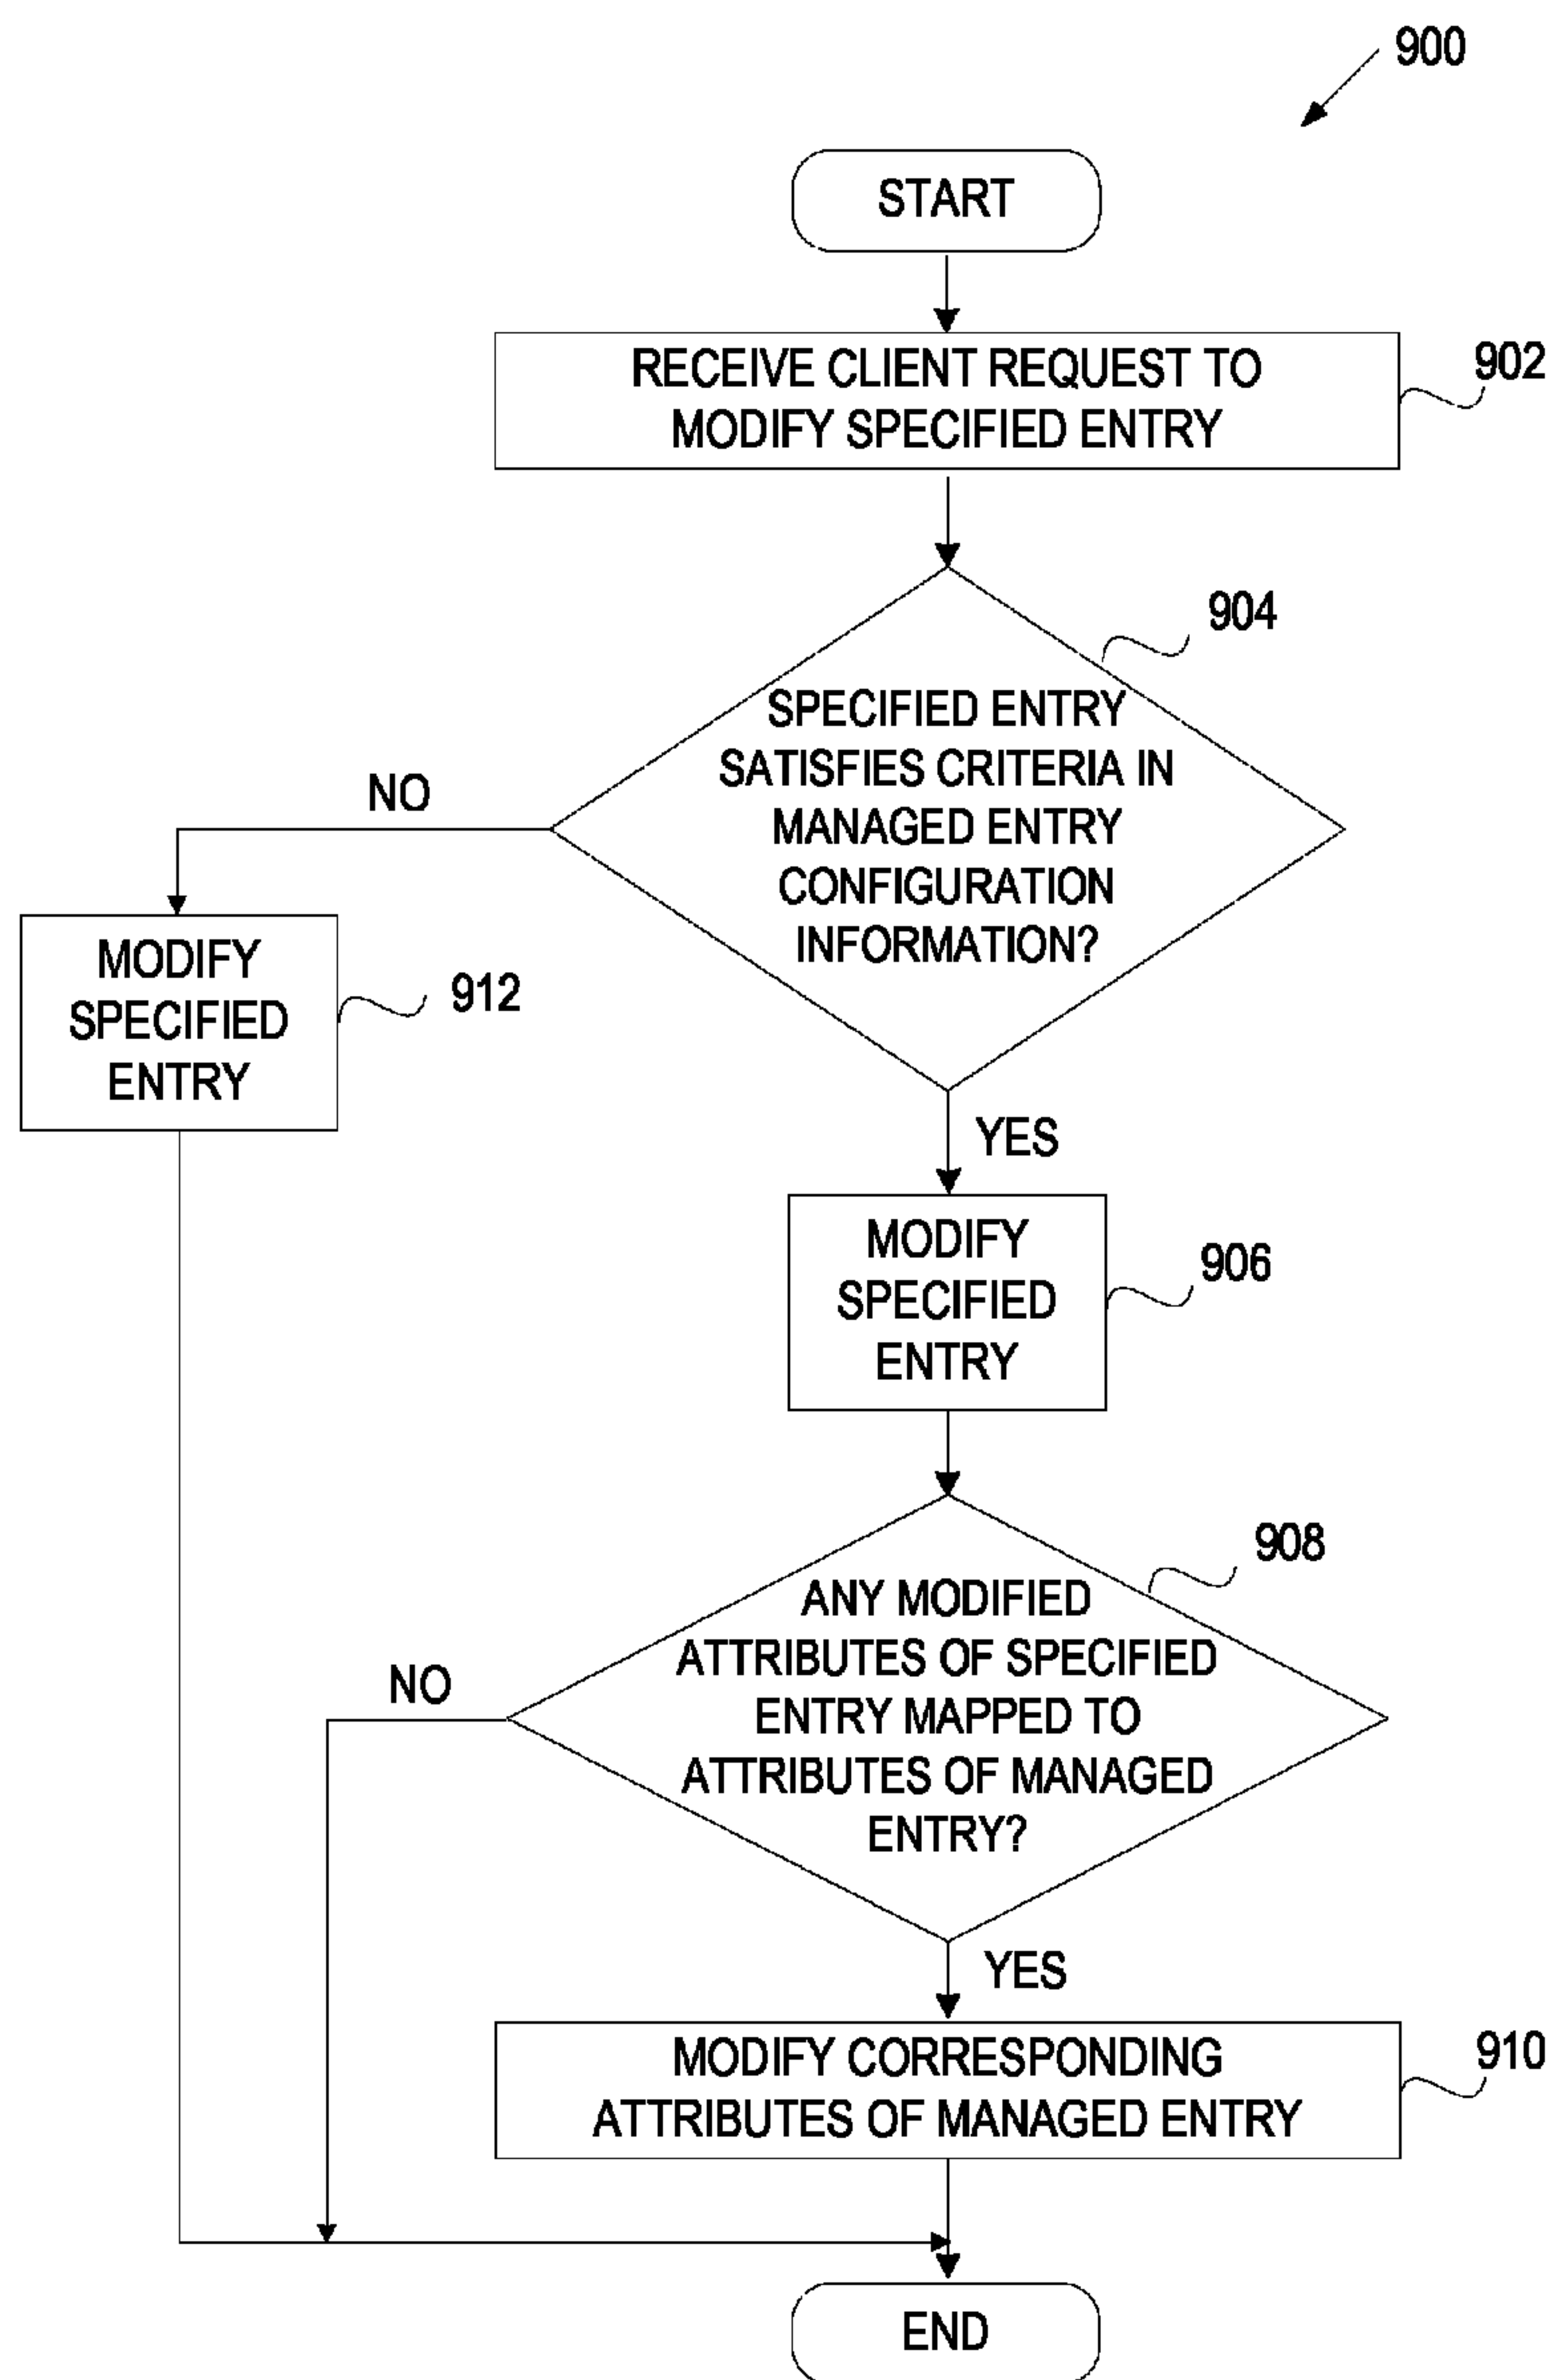 900
START
RECEIVE CLIENT REQUEST TO
MODIFY SPECIFIED ENTRY
902
904
SPECIFIED ENTRY
SATISFIES CRITERIA IN
MANAGED ENTRY
CONFIGURATION
INFORMATION?
NO
MODIFY
SPECIFIED
ENTRY
912
YES
MODIFY
SPECIFIED
ENTRY
906
908
ANY MODIFIED
ATTRIBUTES OF SPECIFIED
ENTRY MAPPED TO
ATTRIBUTES OF MANAGED
ENTRY?
NO
YES
MODIFY CORRESPONDING
ATTRIBUTES OF MANAGED ENTRY
910
END